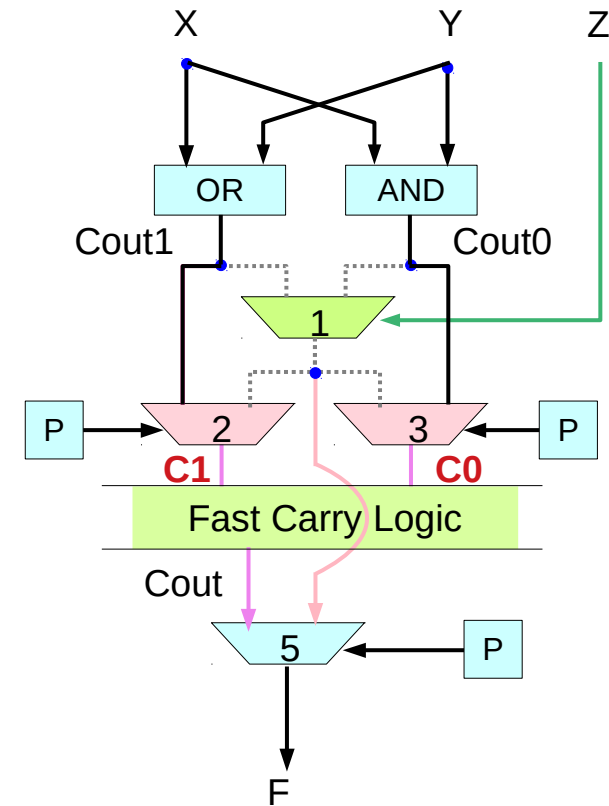 X Y Z
OR AND
Cout1 Cout0
1
P 2 3 P
C1 C0
Fast Carry Logic
Cout
5 P
F